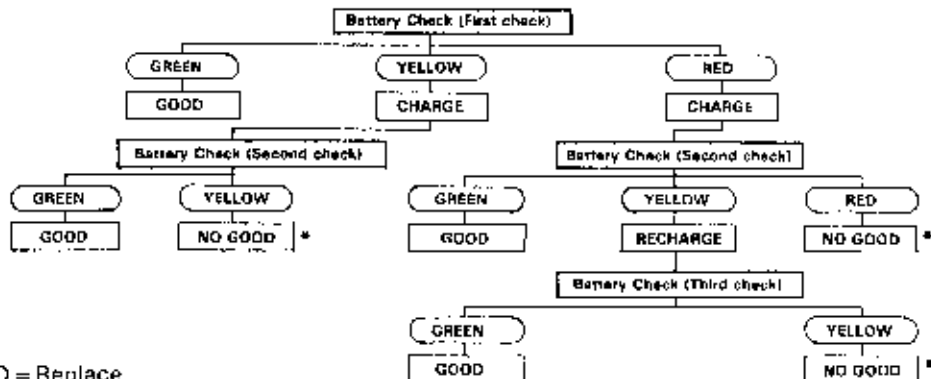 Battery Check (First check)
GREEN YELLOW RED
GOOD CHARGE CHARGE
Battery Check (Second check) Battery Check (Second check)
GREEN YELLOW GREEN YELLOW RED
GOOD NO GOOD * GOOD RECHARGE NO GOOD *
Battery Check (Third check)
GREEN YELLOW
GOOD NO GOOD *
= Replace